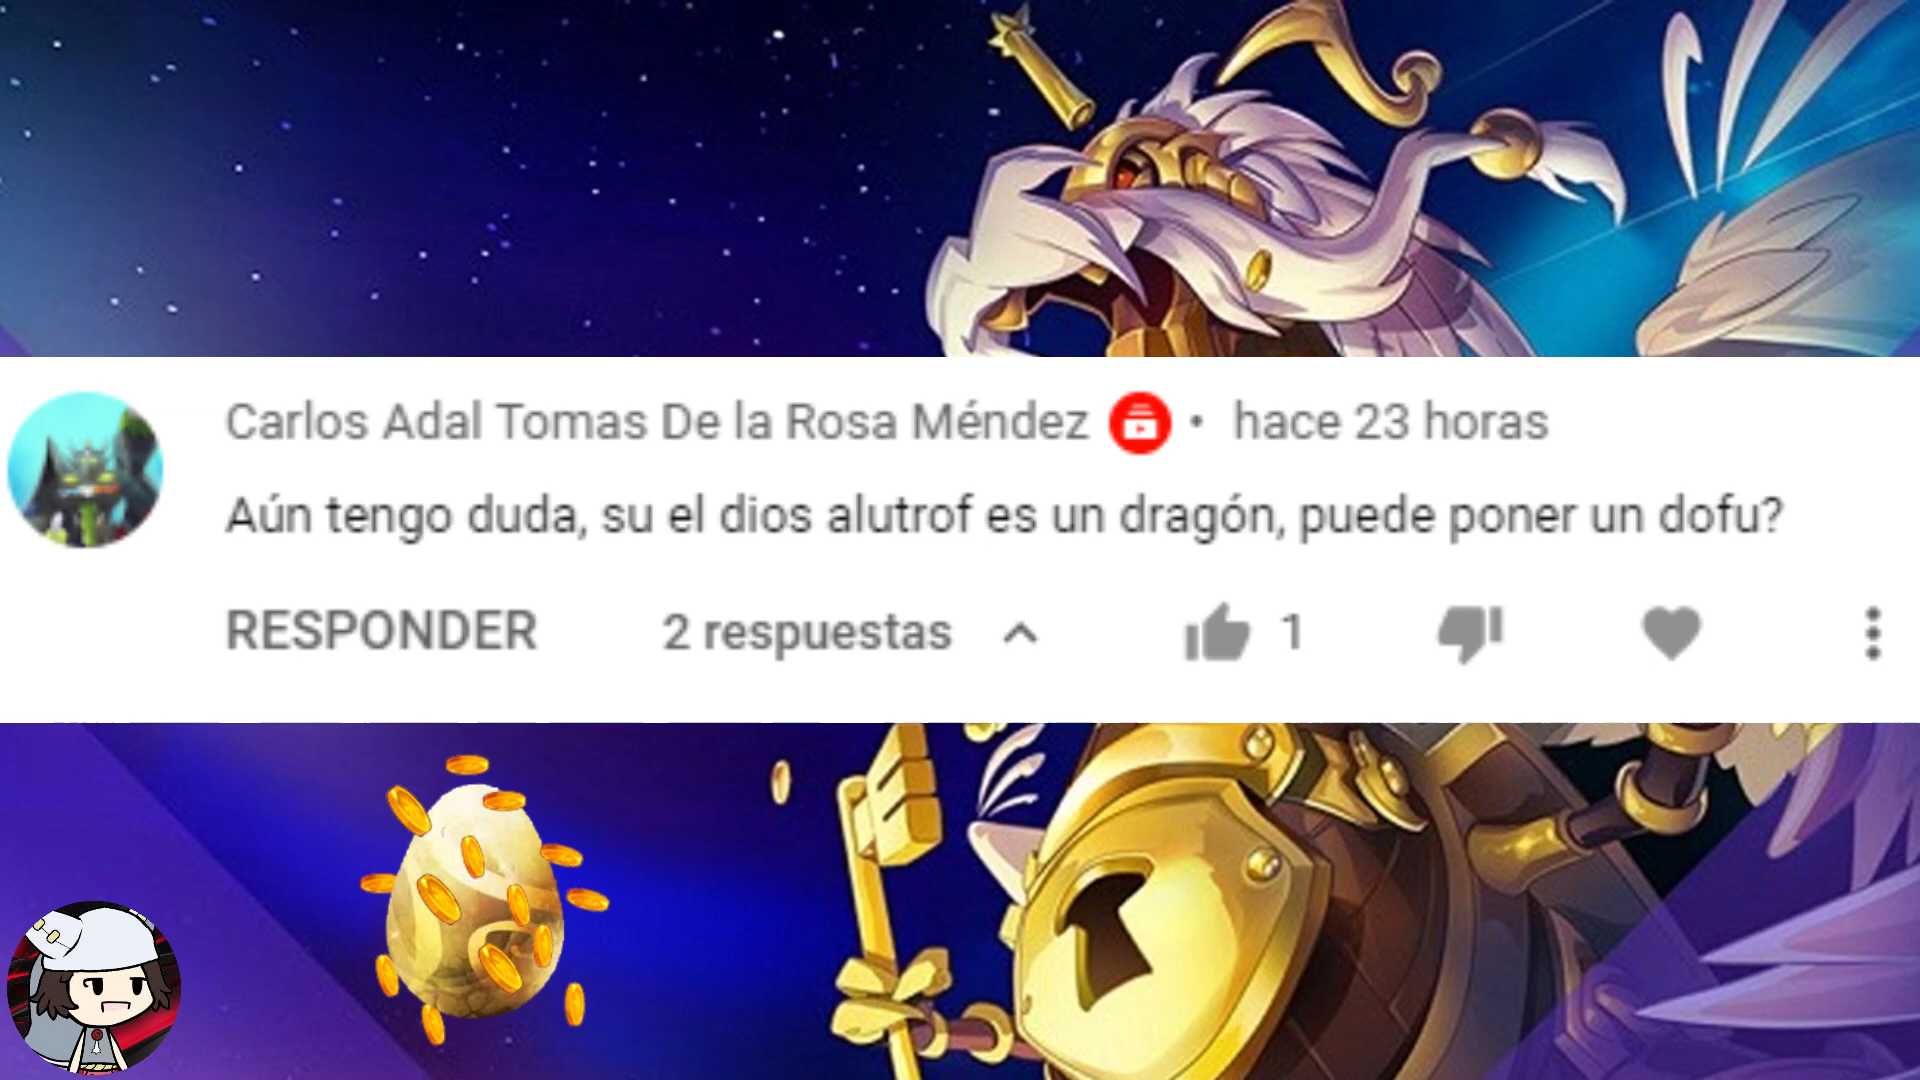 Carlos Adal Tomas De la Rosa Méndez • hace 23 horas
Aún tengo duda, su el dios alutrof es un dragón, puede poner un dofu?
RESPONDER 2 respuestas 1